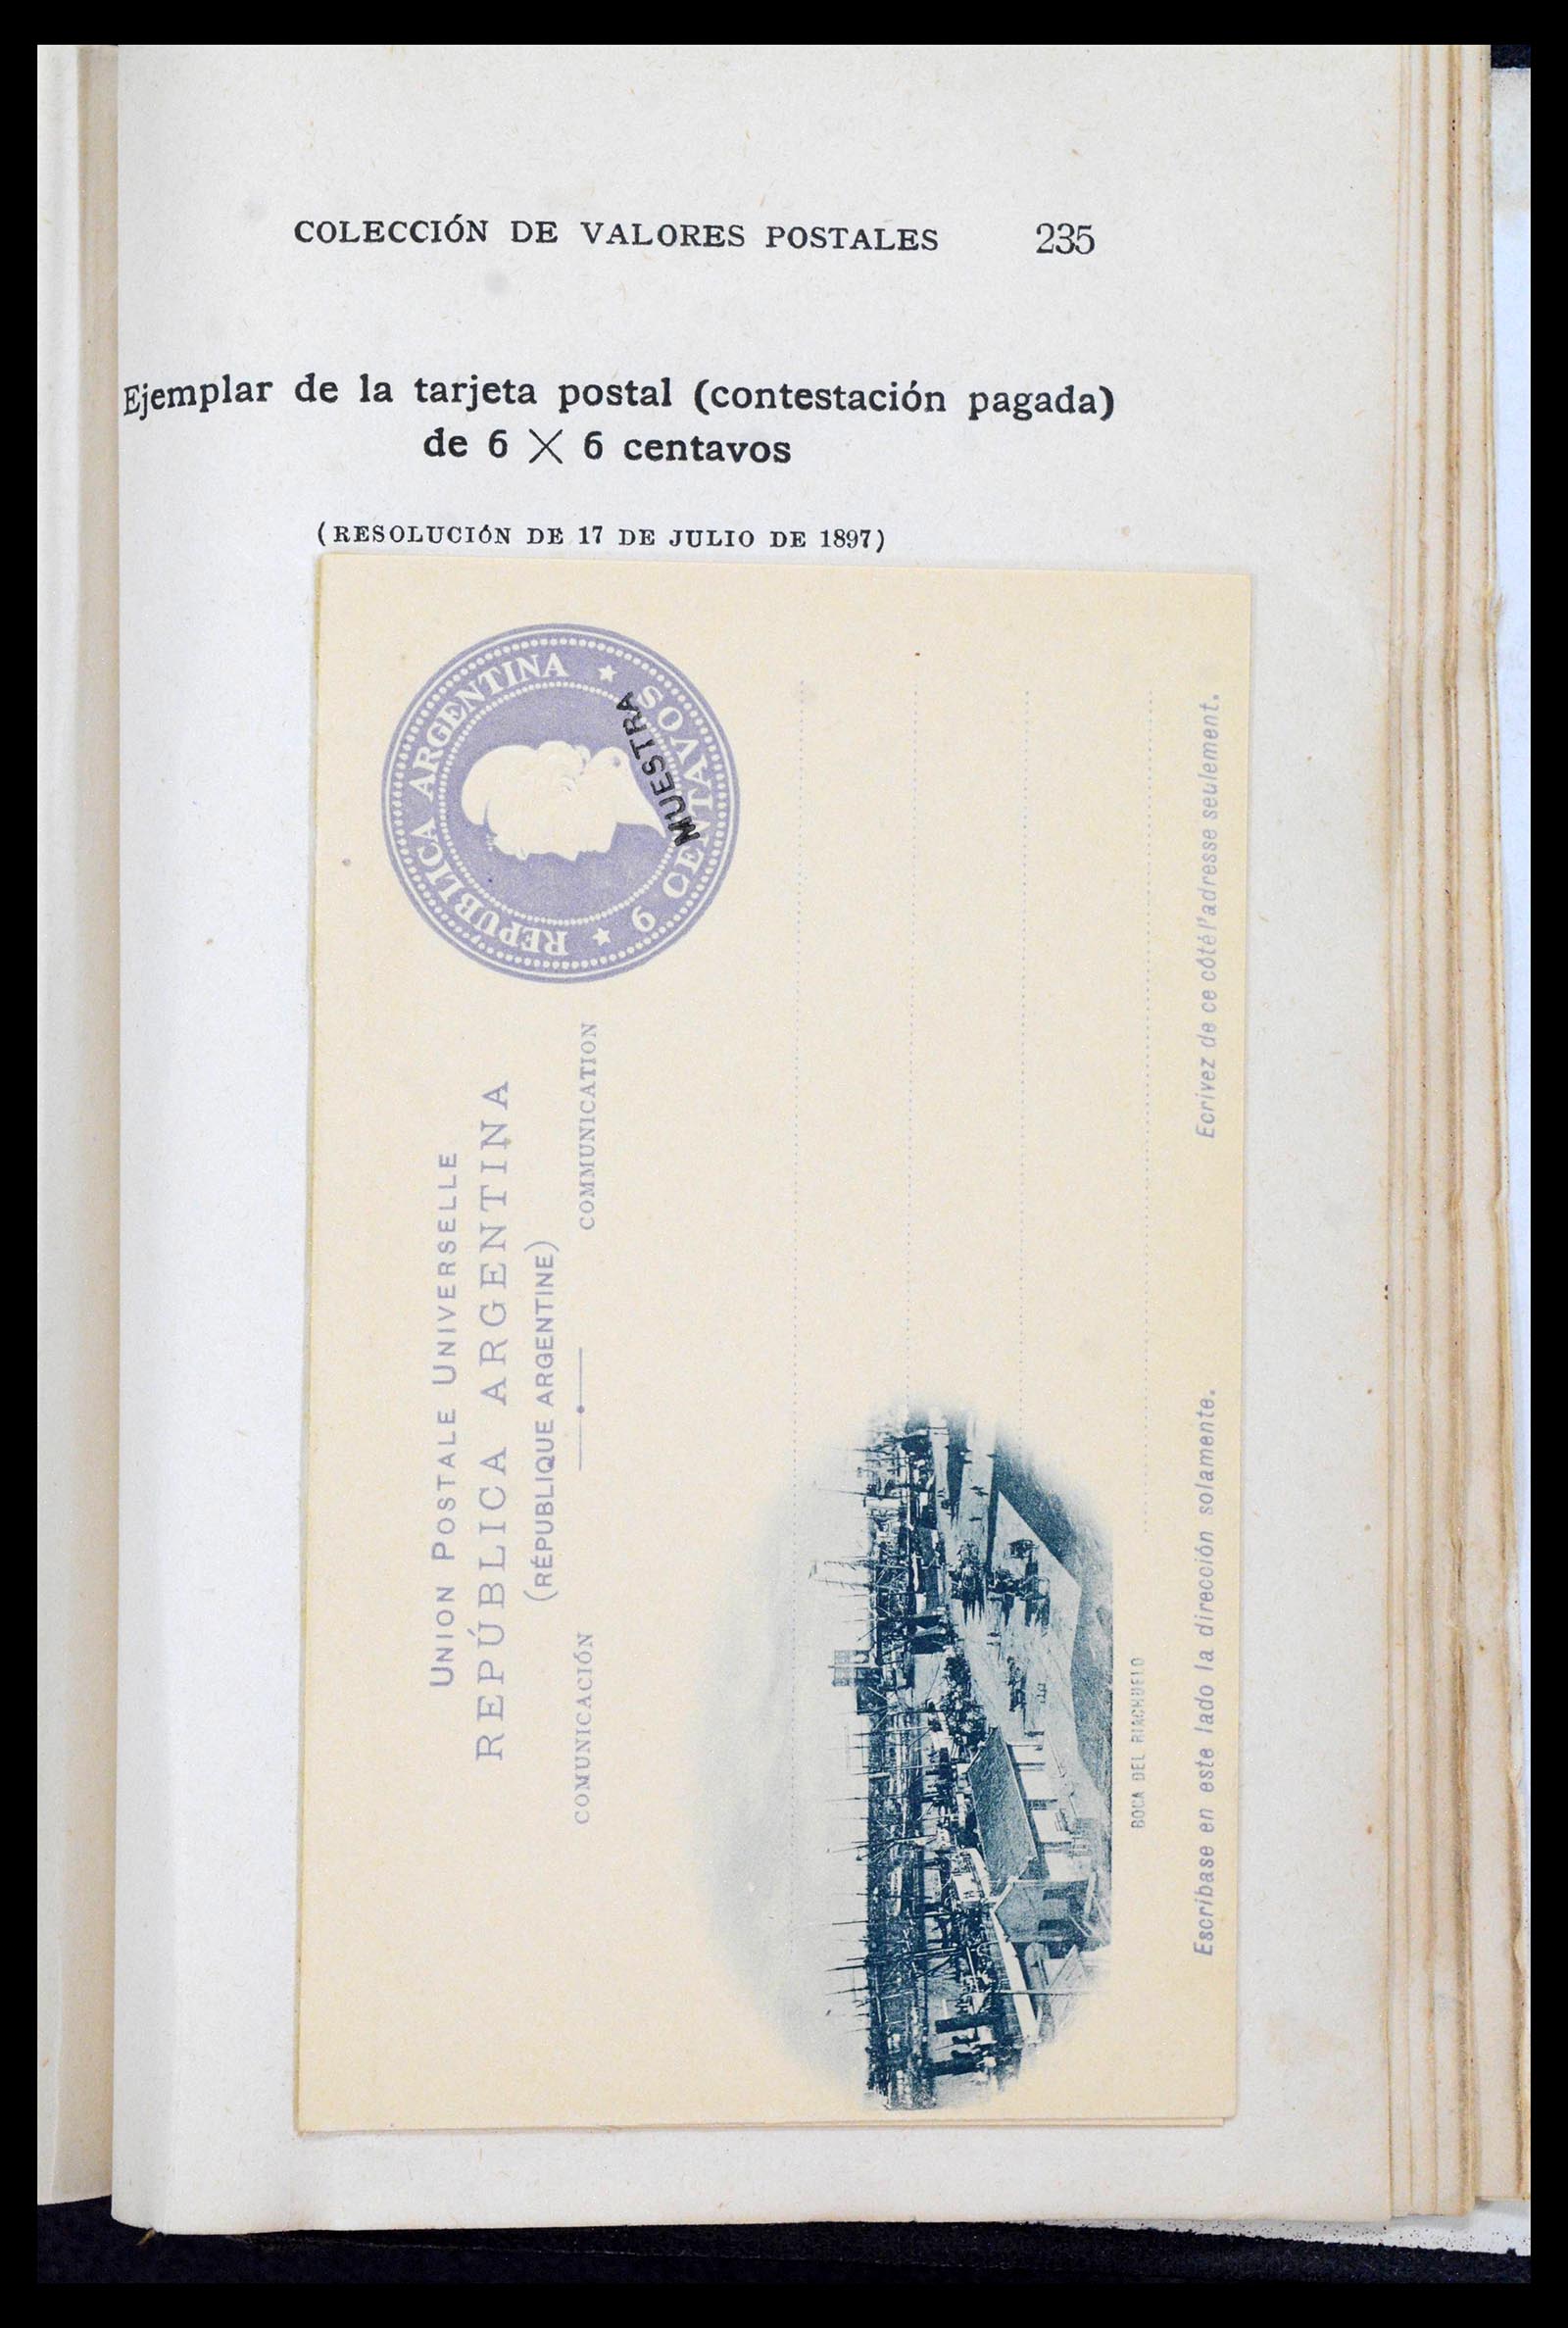 COLECCIÓN DE VALORES POSTALES 235
Ejemplar de la tarjeta postal (contestación pagada)
de 6 X 6 centavos
(RESOLUCIÓN DE 17 DE JULIO DE 1897)
UNION POSTALE UNIVERSELLE
REPÚBLICA ARGENTINA
(RÉPUBLIQUE ARGENTINE)
COMUNICACIÓN COMMUNICATION
REPUBLICA ARGENTINA
6 CENTAVOS
MUESTRA
BOCA DEL RIACHUELO
Escríbase en este lado la dirección solamente. Ecrivez de ce côté l'adresse seulement.